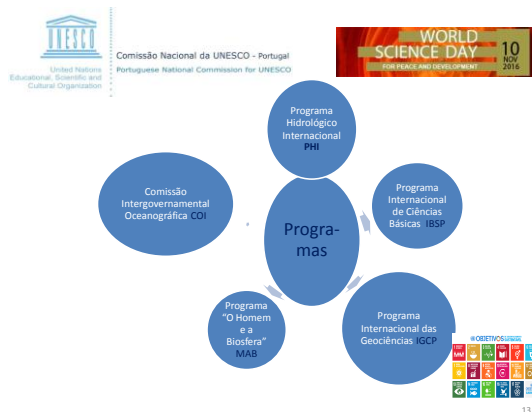 UNESCO
United Nations
Educational, Scientific and
Cultural Organization
Comissão Nacional da UNESCO - Portugal
Portuguese National Commission for UNESCO
WORLD
SCIENCE DAY
FOR PEACE AND DEVELOPMENT
10
NOV
2016
Programa
Hidrológico
Internacional
PHI
Comissão
Intergovernamental
Oceanográfica COI
Programa
Internacional
de Ciências
Básicas IBSP
Progra-
mas
Programa
"O Homem
e a
Biosfera"
MAB
Programa
Internacional das
Geociências IGCP
OBJETIVOS
13